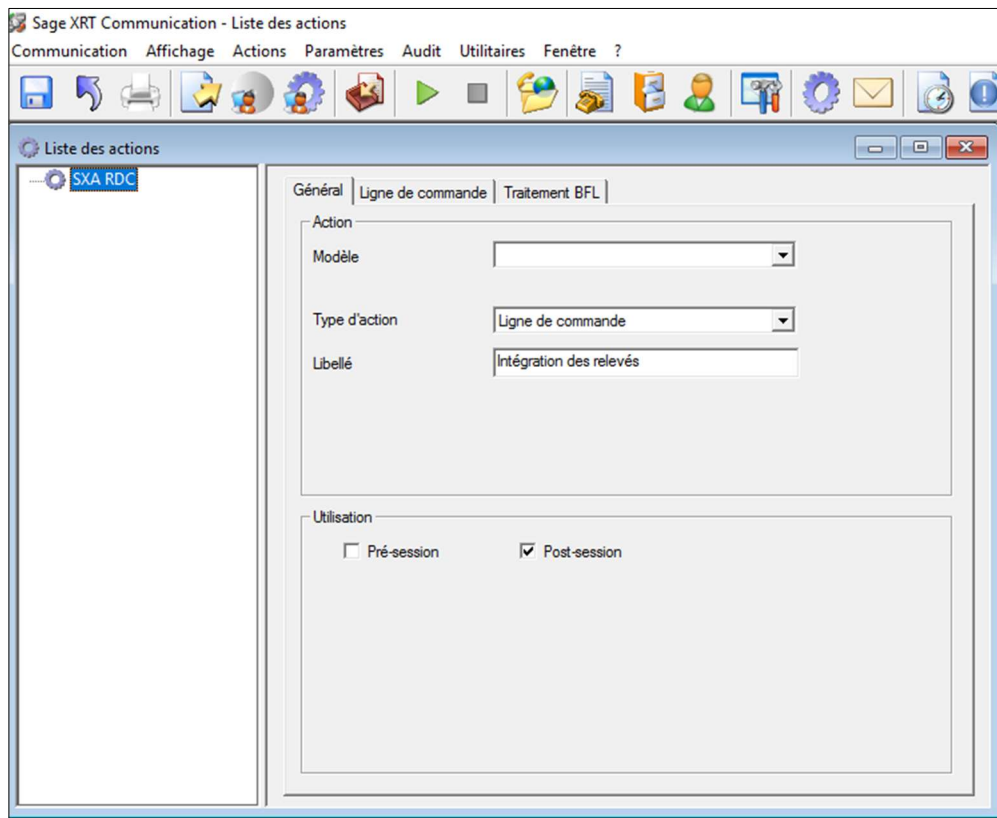 Sage XRT Communication - Liste des actions
Communication Affichage Actions Paramètres Audit Utilitaires Fenêtre ?
Liste des actions
SXA RDC
Général Ligne de commande Traitement BFL
Action
Modèle
Type d'action Ligne de commande
Libellé Intégration des relevés
Utilisation
Pré-session Post-session